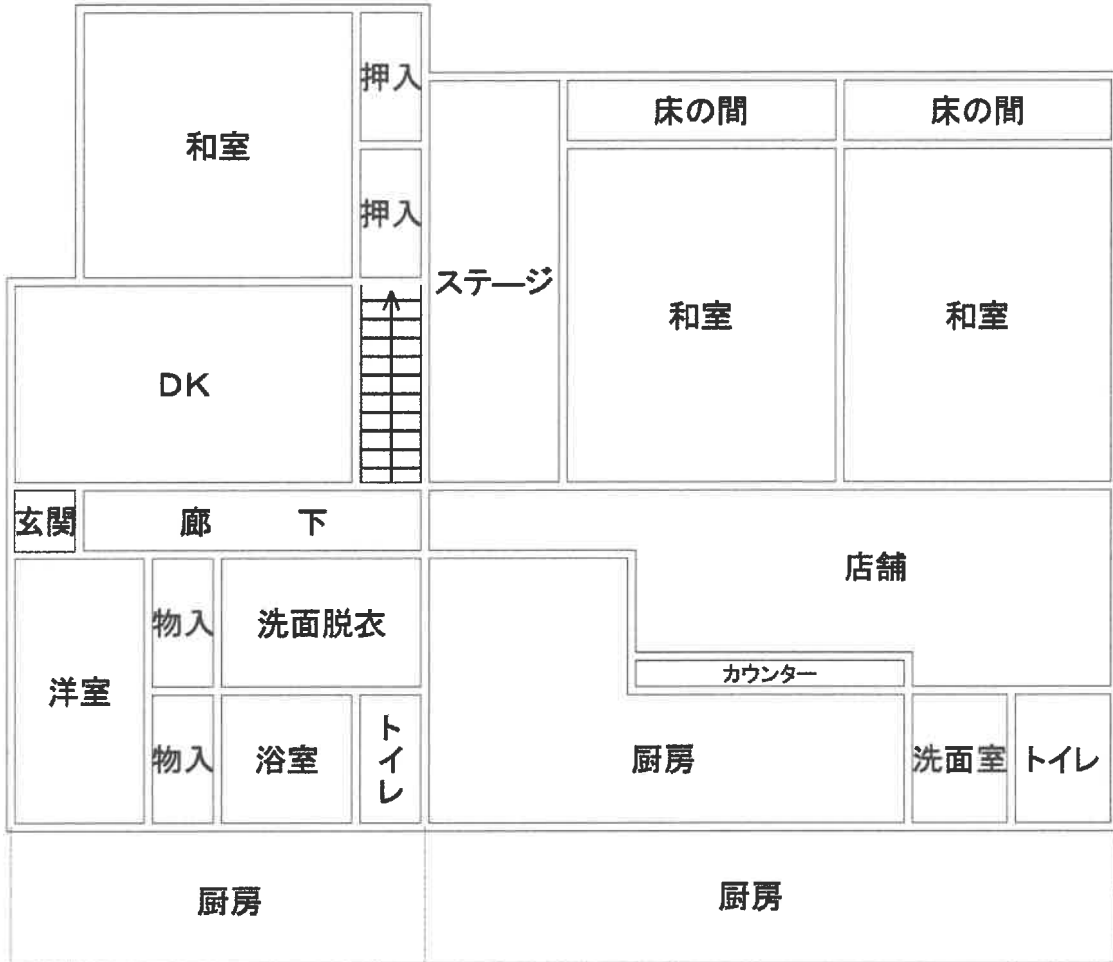 押入
床の間
床の間
和室
押入
ステージ
和室
和室
DK
玄関
廊下
店舗
物入
洗面脱衣
カウンター
洋室
物入
浴室
トイレ
厨房
洗面室
トイレ
厨房
厨房